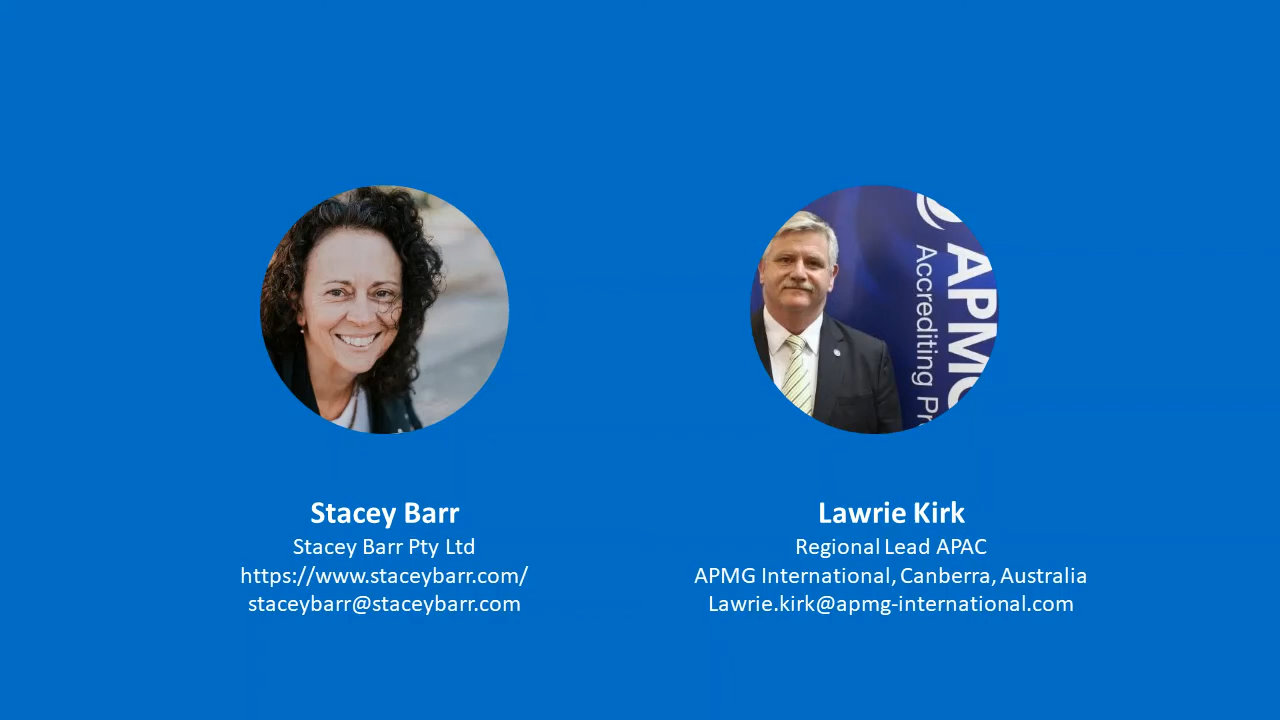 APMG
Accrediting Pr
Stacey Barr
Stacey Barr Pty Ltd
https://www.staceybarr.com/
staceybarr@staceybarr.com
Lawrie Kirk
Regional Lead APAC
APMG International, Canberra, Australia
Lawrie.kirk@apmg-international.com